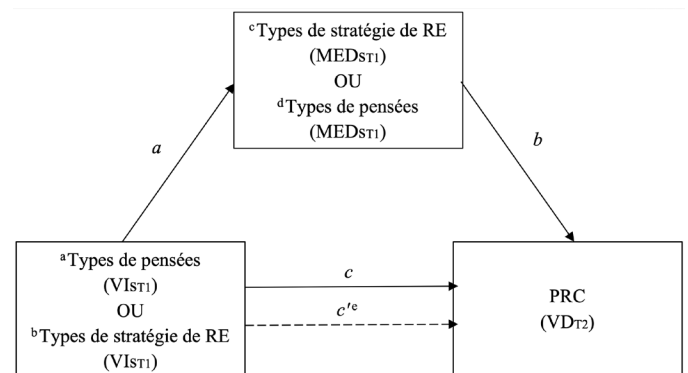 ᶜTypes de stratégie de RE
(MEDsT1)
OU
ᵈTypes de pensées
(MEDsT1)
a
b
ᵃTypes de pensées
(VIsT1)
OU
ᵇTypes de stratégie de RE
(VIsT1)
c
c′ᵉ
PRC
(VDT2)